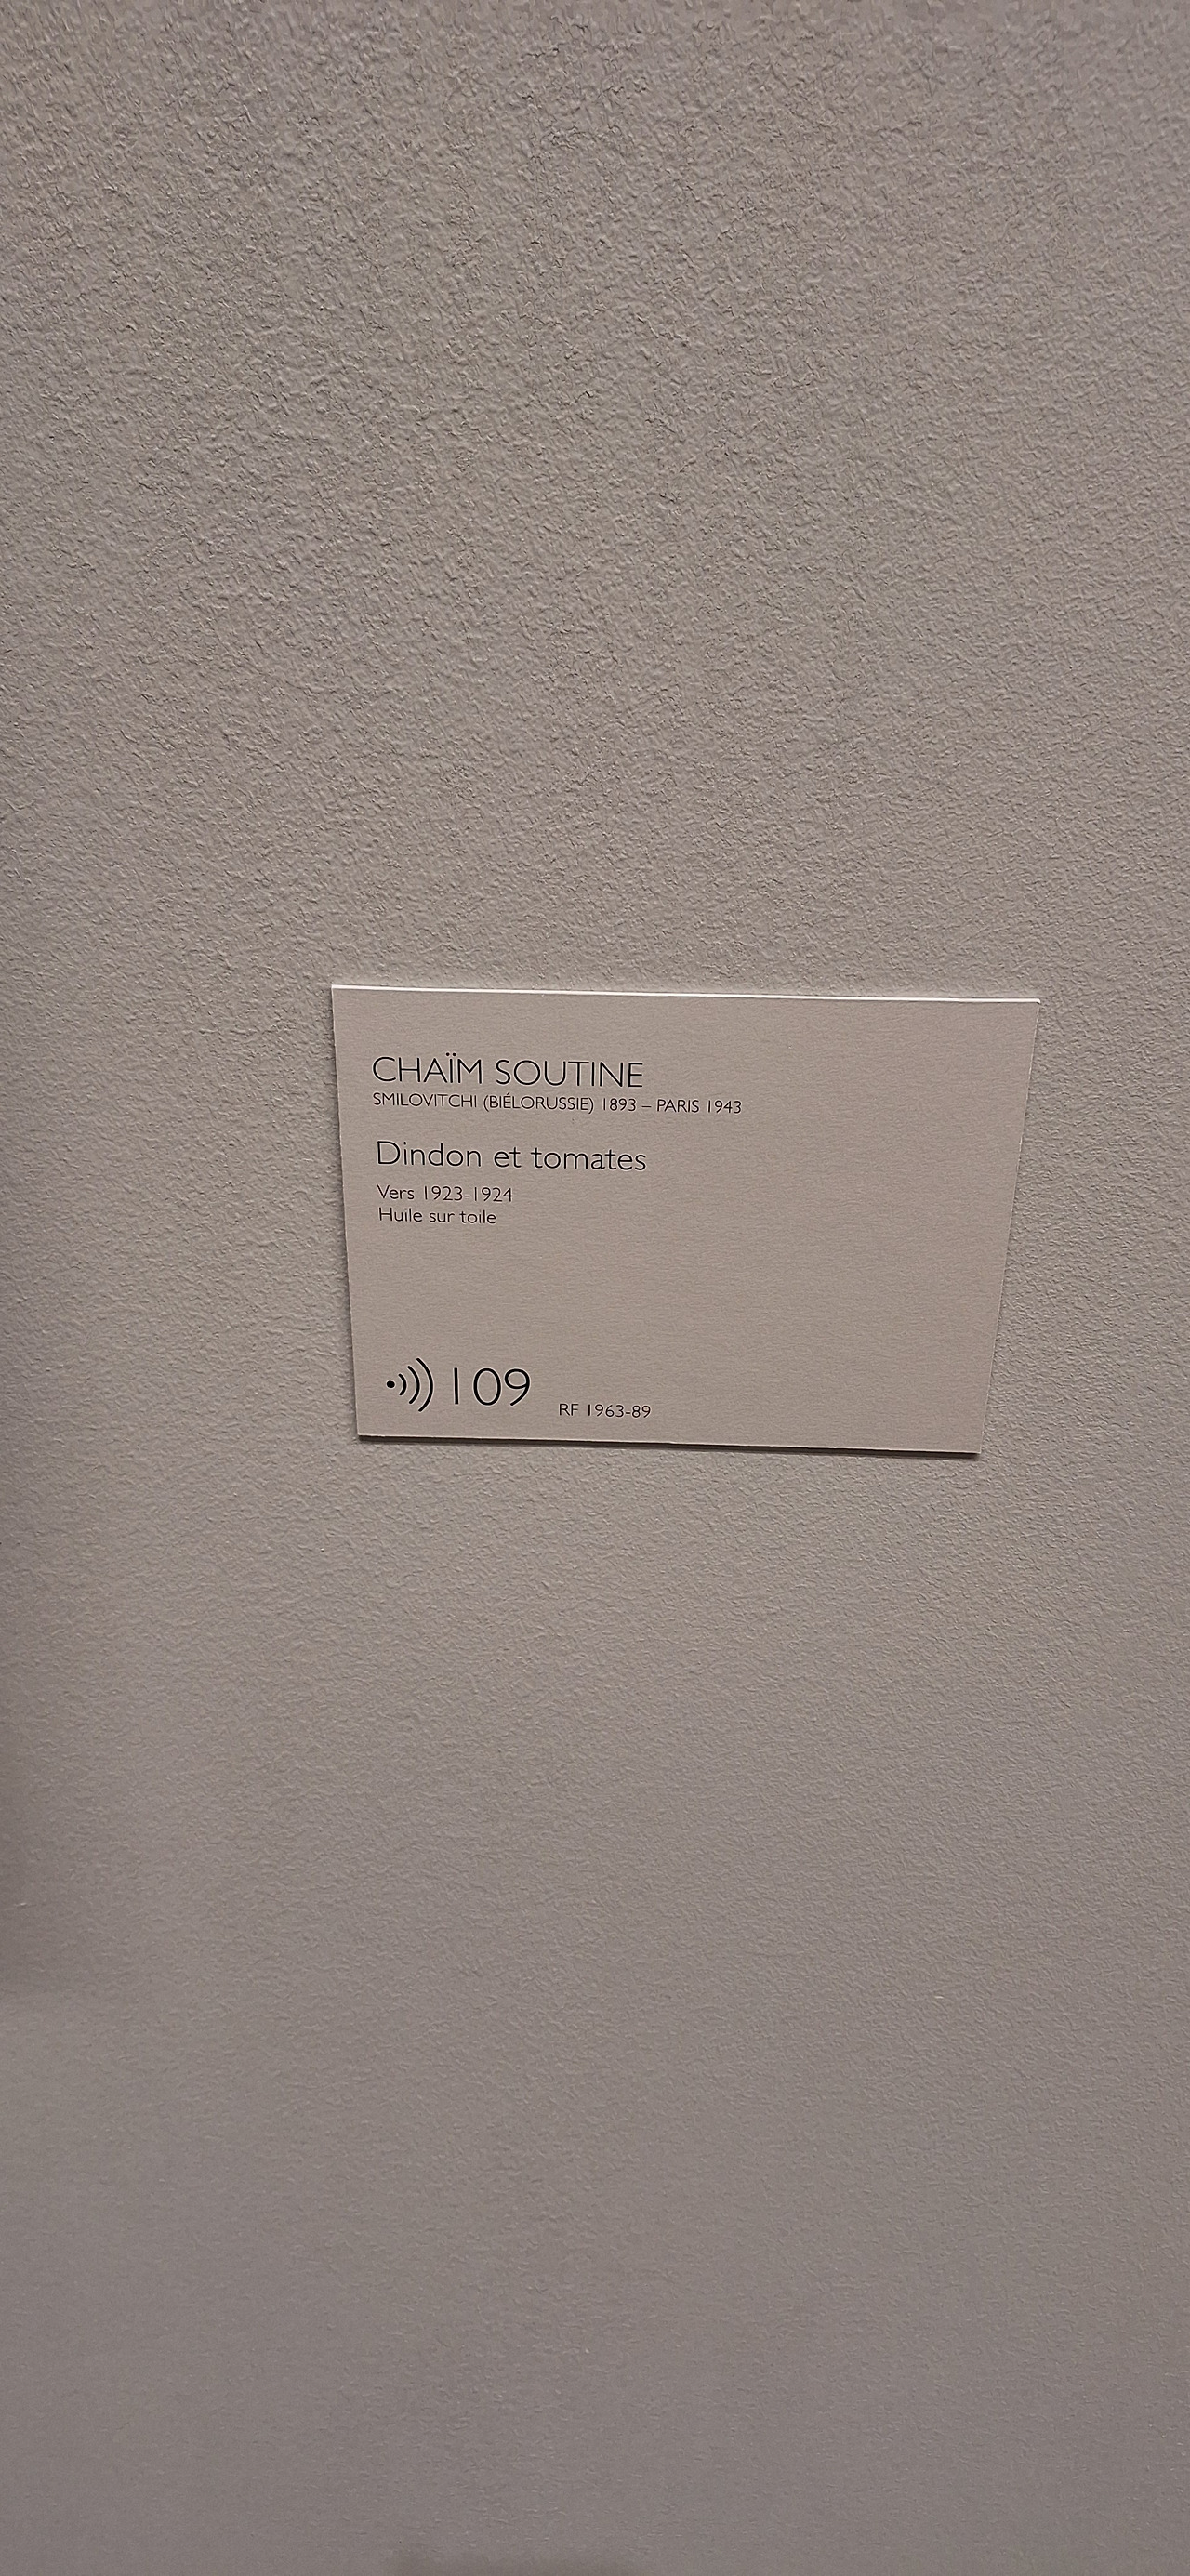 CHAÏM SOUTINE
SMILOVITCHI (BIÉLORUSSIE) 1893 – PARIS 1943
Dindon et tomates
Vers 1923-1924
Huile sur toile
109 RF 1963-89